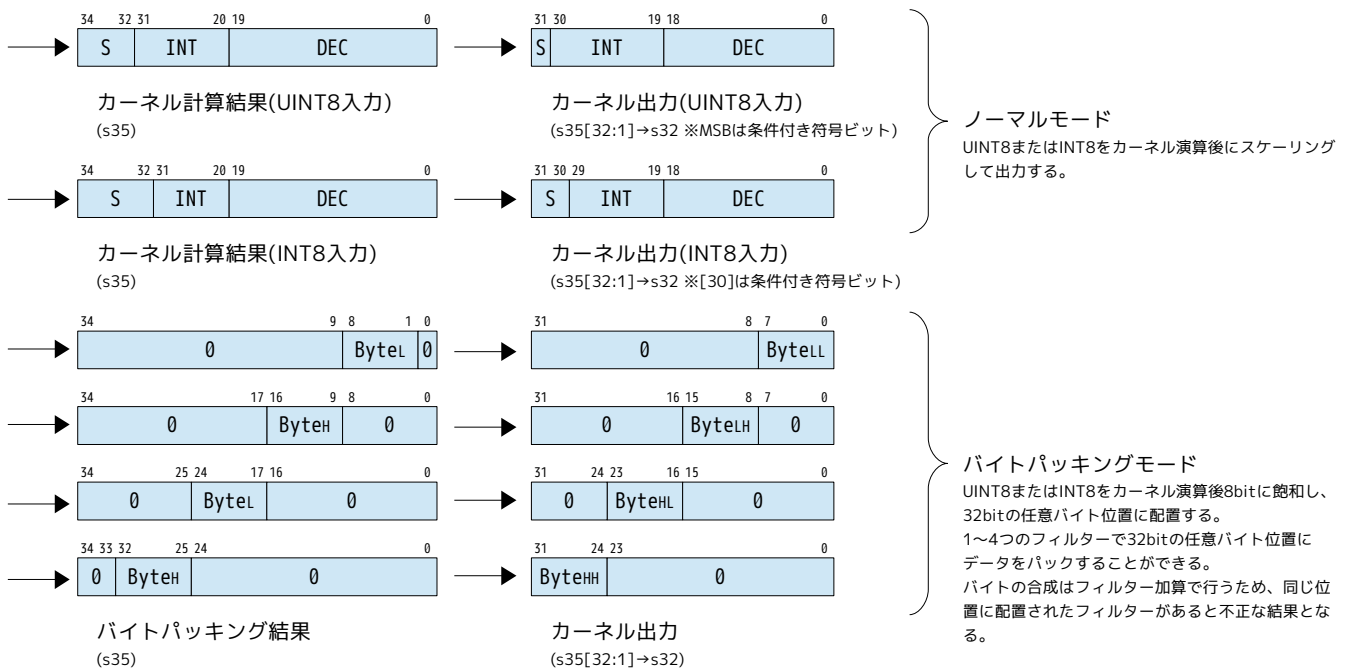 34 32 31 20 19 0
S INT DEC
カーネル計算結果(UINT8入力)
(s35)
31 30 19 18 0
S INT DEC
カーネル出力(UINT8入力)
(s35[32:1]→s32 ※MSBは条件付き符号ビット)
34 32 31 20 19 0
S INT DEC
カーネル計算結果(INT8入力)
(s35)
31 30 29 19 18 0
S INT DEC
カーネル出力(INT8入力)
(s35[32:1]→s32 ※[30]は条件付き符号ビット)
ノーマルモード
UINT8またはINT8をカーネル演算後にスケーリング
して出力する。
34 9 8 1 0
0 ByteL 0
31 8 7 0
0 ByteLL
34 17 16 9 8 0
0 ByteH 0
31 16 15 8 7 0
0 ByteLH 0
34 25 24 17 16 0
0 ByteL 0
31 24 23 16 15 0
0 ByteHL 0
34 33 32 25 24 0
0 ByteH 0
31 24 23 0
ByteHH 0
バイトパッキング結果
(s35)
カーネル出力
(s35[32:1]→s32)
バイトパッキングモード
UINT8またはINT8をカーネル演算後8bitに飽和し、
32bitの任意バイト位置に配置する。
1〜4つのフィルターで32bitの任意バイト位置に
データをパックすることができる。
バイトの合成はフィルター加算で行うため、同じ位
置に配置されたフィルターがあると不正な結果とな
る。